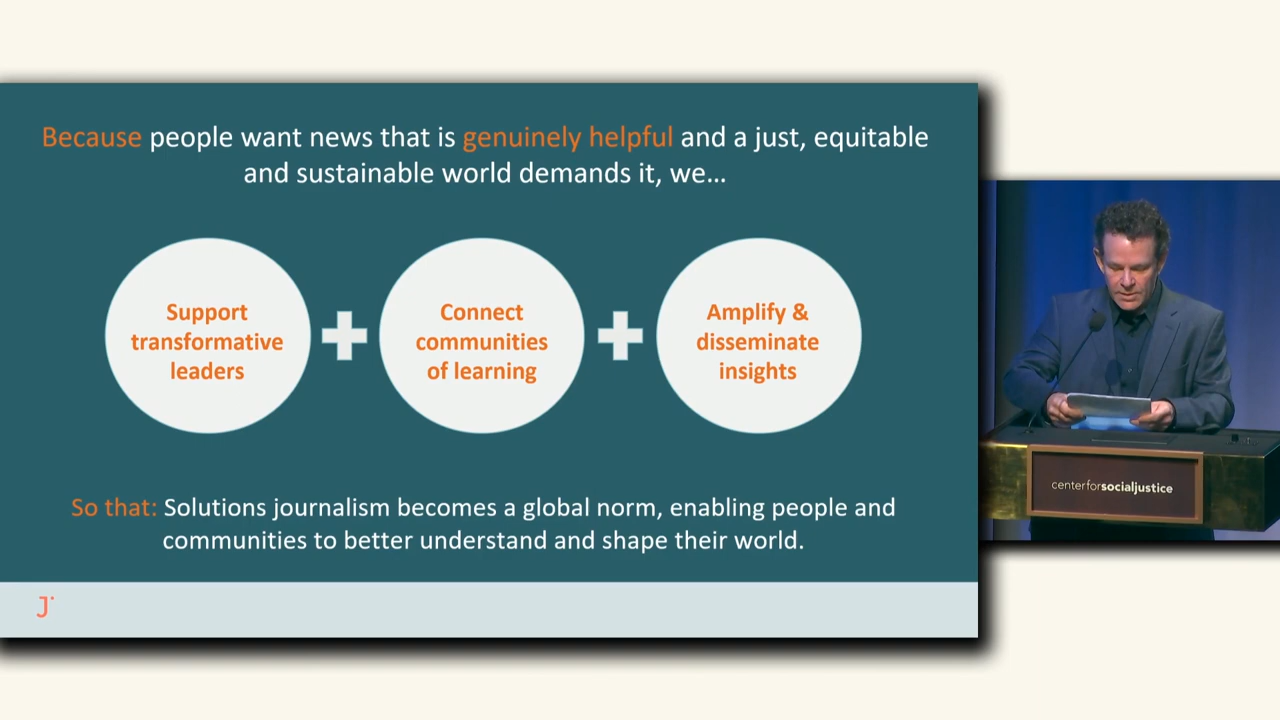 Because people want news that is genuinely helpful and a just, equitable
and sustainable world demands it, we…
Support
transformative
leaders
Connect
communities
of learning
Amplify &
disseminate
insights
So that: Solutions journalism becomes a global norm, enabling people and
communities to better understand and shape their world.
J
centerforsocialjustice